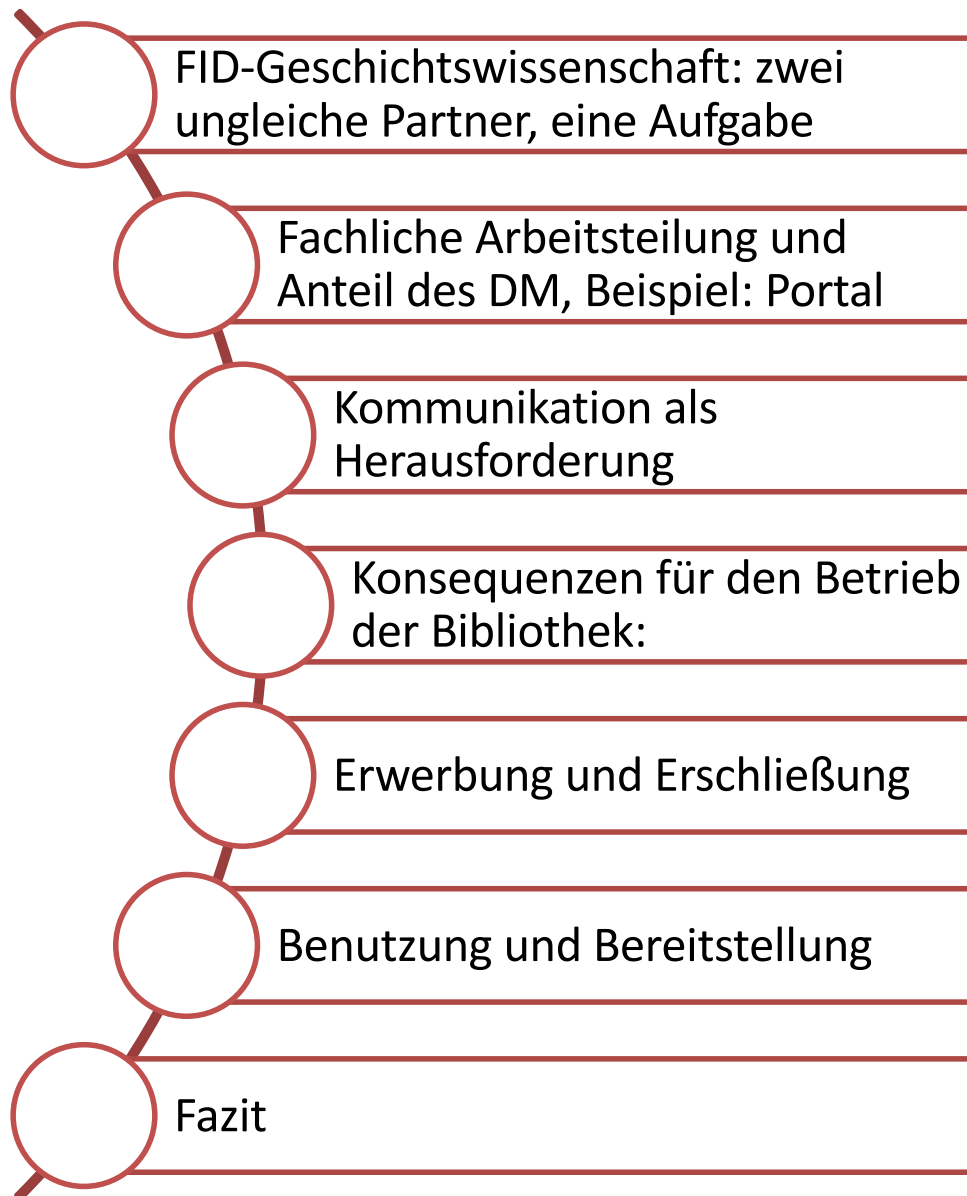 FID-Geschichtswissenschaft: zwei
ungleiche Partner, eine Aufgabe
Fachliche Arbeitsteilung und
Anteil des DM, Beispiel: Portal
Kommunikation als
Herausforderung
Konsequenzen für den Betrieb
der Bibliothek:
Erwerbung und Erschließung
Benutzung und Bereitstellung
Fazit